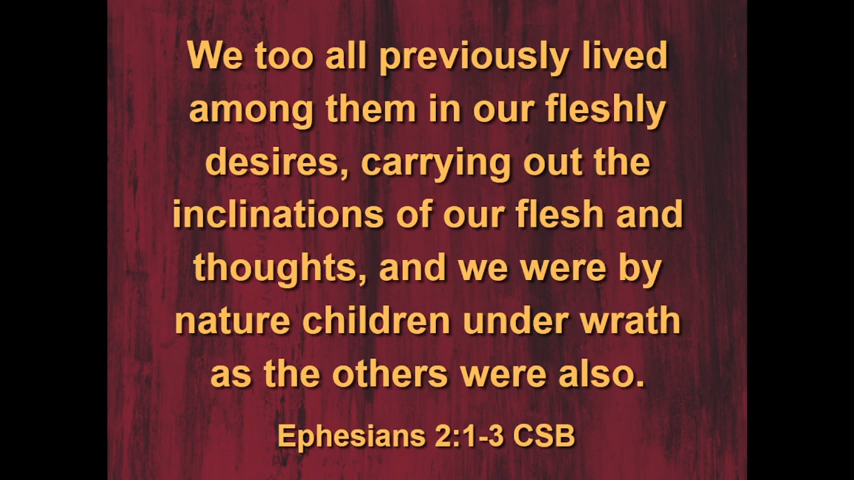 We too all previously lived
among them in our fleshly
desires, carrying out the
inclinations of our flesh and
thoughts, and we were by
nature children under wrath
as the others were also.
Ephesians 2:1-3 CSB